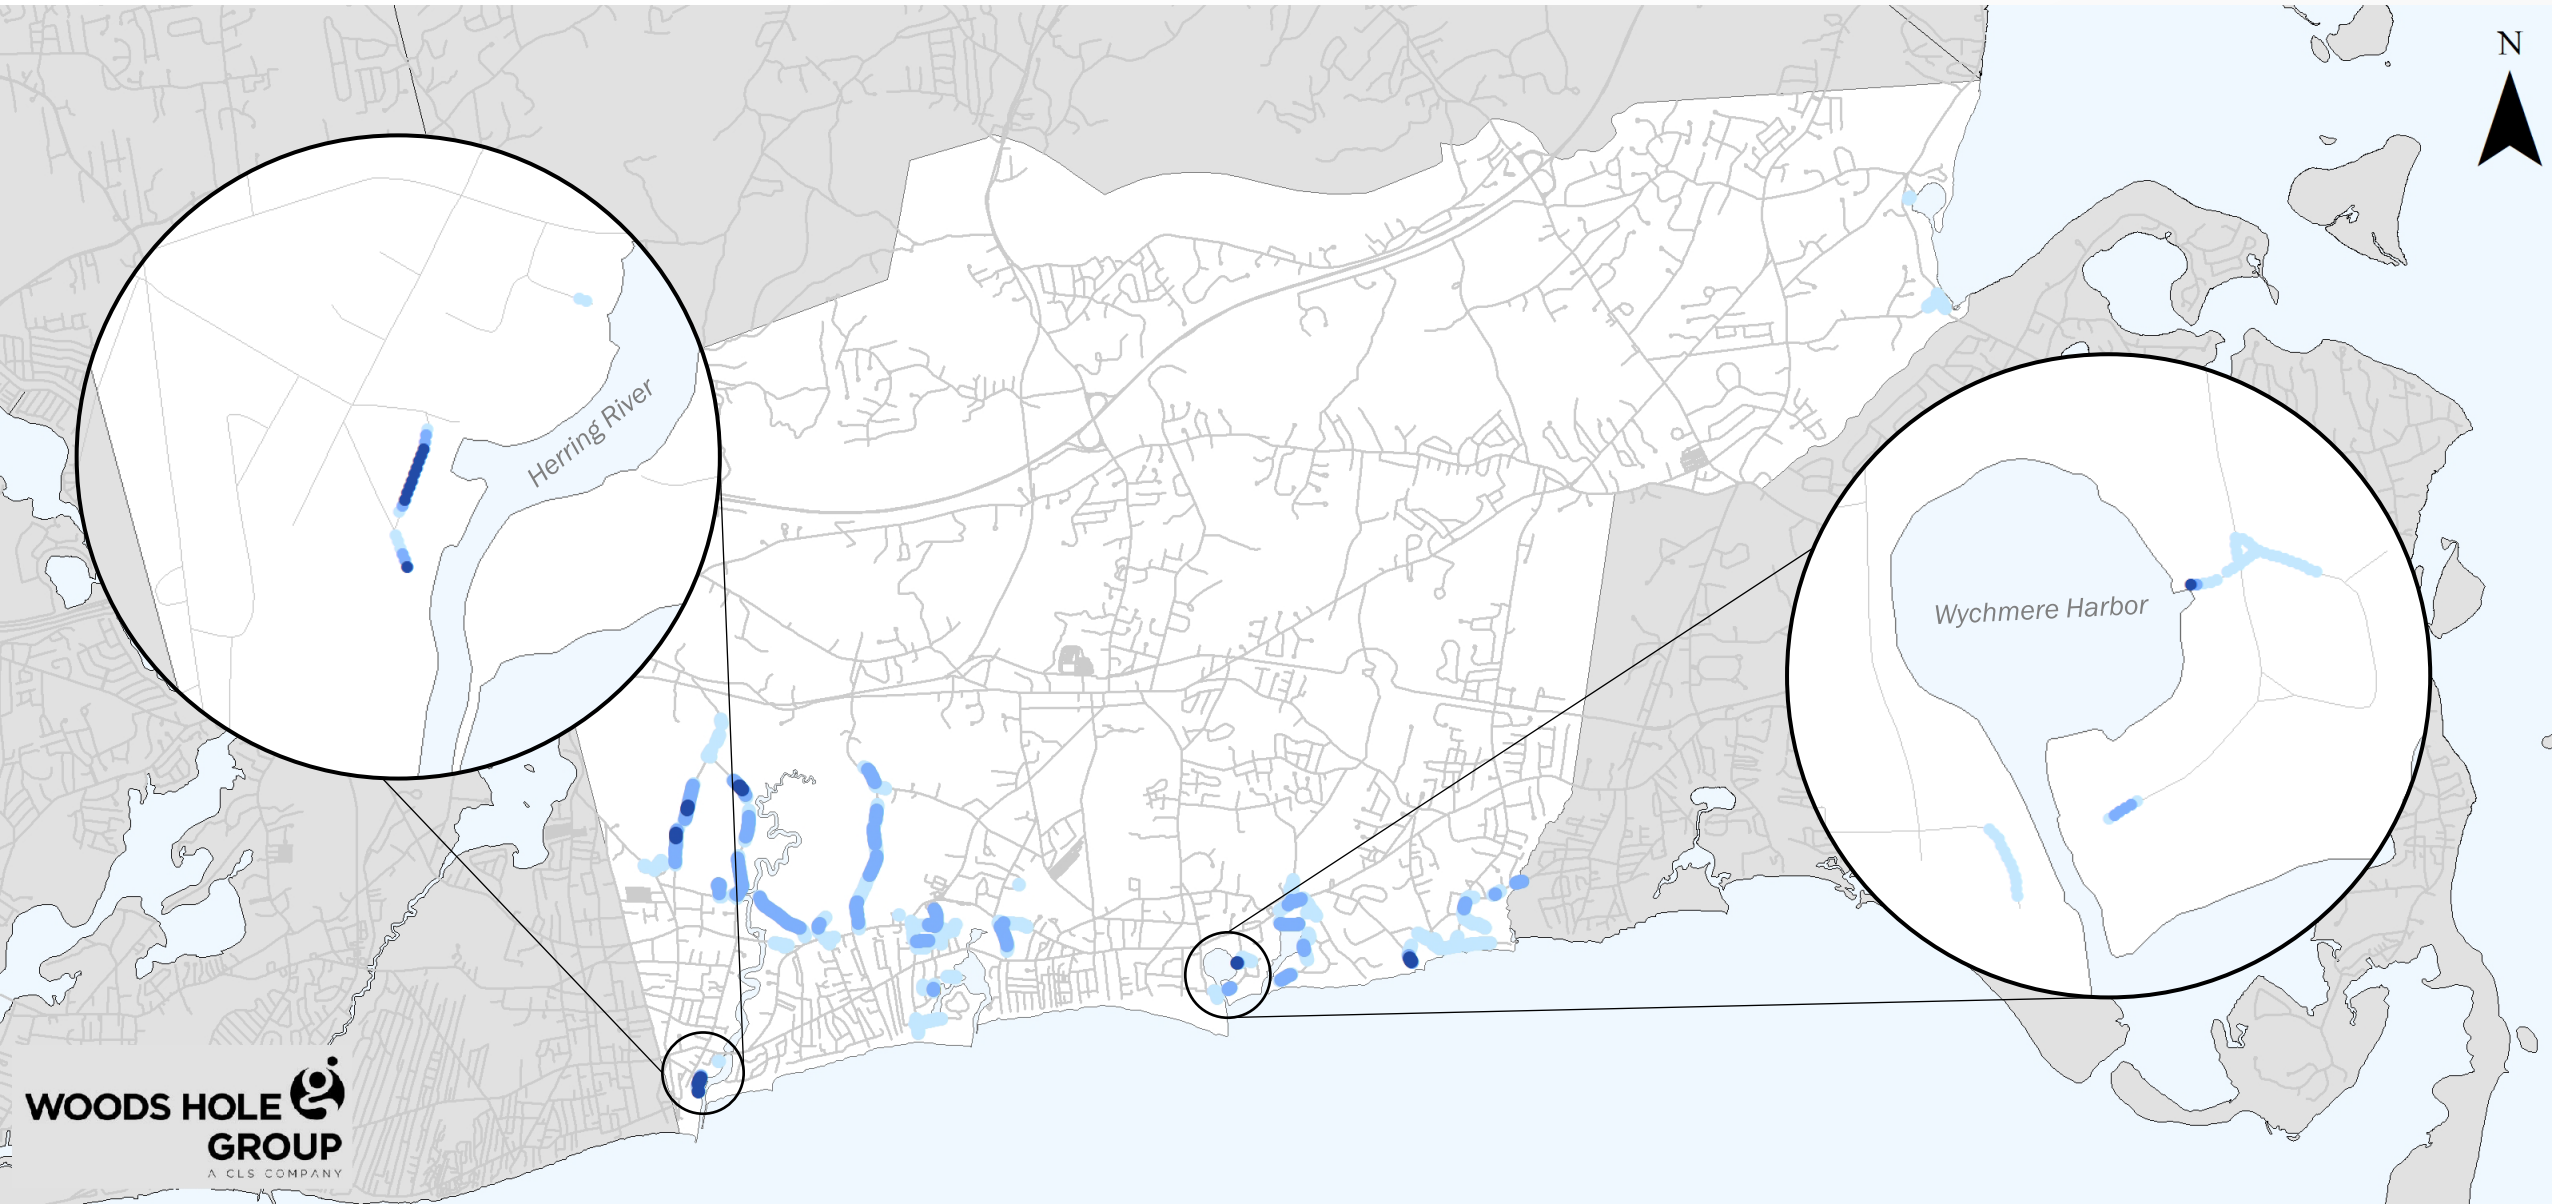 N
Herring River
Wychmere Harbor
WOODS HOLE
GROUP
A CLS COMPANY